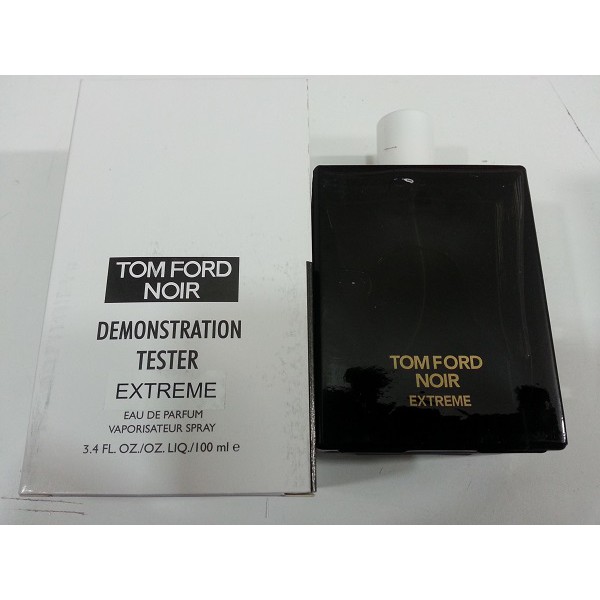 TOM FORD
NOIR
DEMONSTRATION
TESTER
EXTREME
EAU DE PARFUM
VAPORISATEUR SPRAY
3.4 FL. OZ./OZ. LIQ./100 ml e
TOM FORD
NOIR
EXTREME